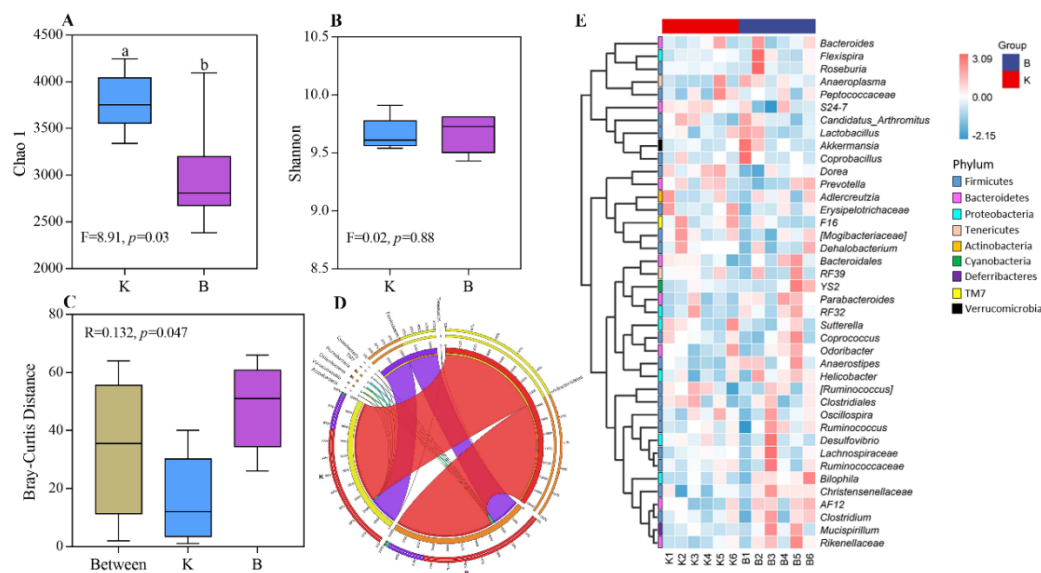 A
4500
4000
3500
3000
2500
2000
Chao 1
a
b
F=8.91, p=0.03
K
B
B
10.5
10.0
9.5
9.0
8.5
Shannon
F=0.02, p=0.88
K
B
C
80
60
40
20
0
Bray-Curtis Distance
R=0.132, p=0.047
Between
K
B
D
E
Bacteroides
Flexispira
Roseburia
Anaeroplasma
Peptococcaceae
S24-7
Candidatus_Arthromitus
Lactobacillus
Akkermansia
Coprobacillus
Dorea
Prevotella
Adlercreutzia
Erysipelotrichaceae
F16
[Mogibacteriaceae]
Dehalobacterium
Bacteroidales
RF39
YS2
Parabacteroides
RF32
Sutterella
Coprococcus
Odoribacter
Anaerostipes
Helicobacter
[Ruminococcus]
Clostridiales
Oscillospira
Ruminococcus
Desulfovibrio
Lachnospiraceae
Ruminococcaceae
Bilophila
Christensenellaceae
AF12
Clostridium
Mucispirillum
Rikenellaceae
K1 K2 K3 K4 K5 K6 B1 B2 B3 B4 B5 B6
3.09
0.00
-2.15
Group
B
K
Phylum
Firmicutes
Bacteroidetes
Proteobacteria
Tenericutes
Actinobacteria
Cyanobacteria
Deferribacteres
TM7
Verrucomicrobia